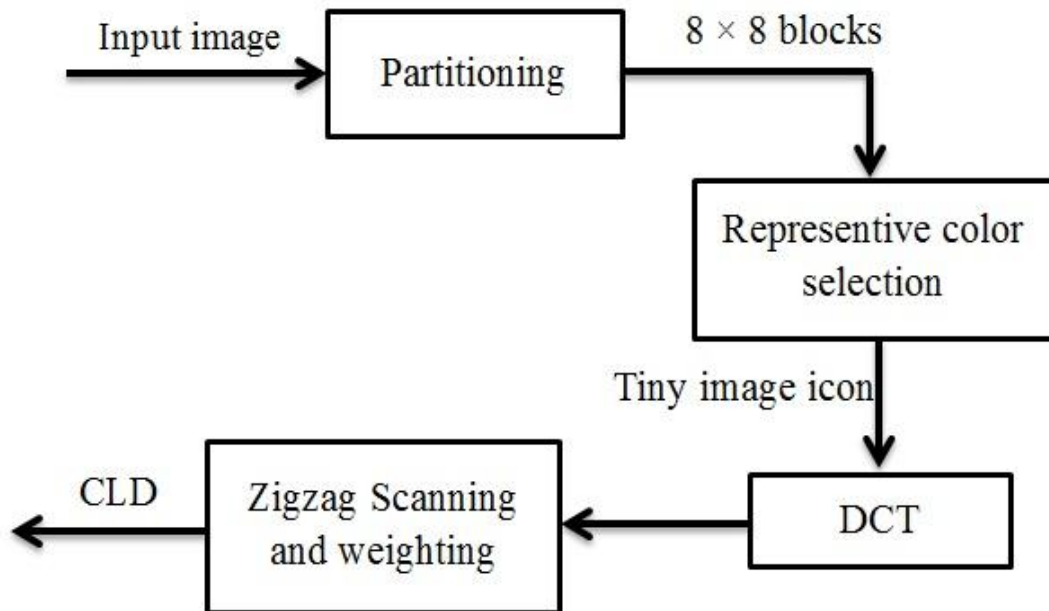 Input image
Partitioning
8 × 8 blocks
Representive color
selection
Tiny image icon
DCT
Zigzag Scanning
and weighting
CLD